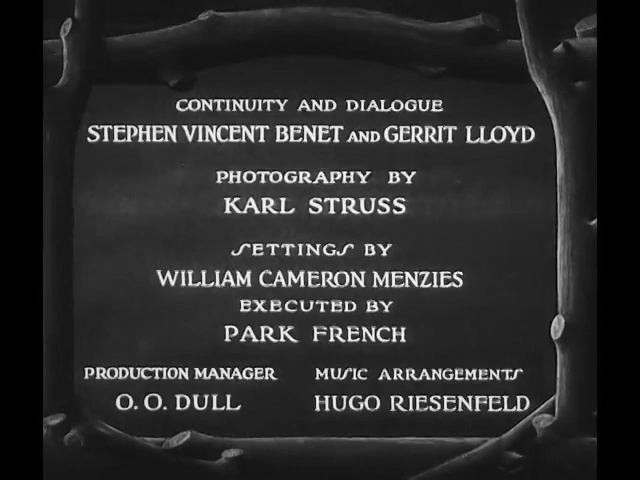 CONTINUITY AND DIALOGUE
STEPHEN VINCENT BENET AND GERRIT LLOYD
PHOTOGRAPHY BY
KARL STRUSS
SETTINGS BY
WILLIAM CAMERON MENZIES
EXECUTED BY
PARK FRENCH
PRODUCTION MANAGER
O. O. DULL
MUSIC ARRANGEMENTS
HUGO RIESENFELD